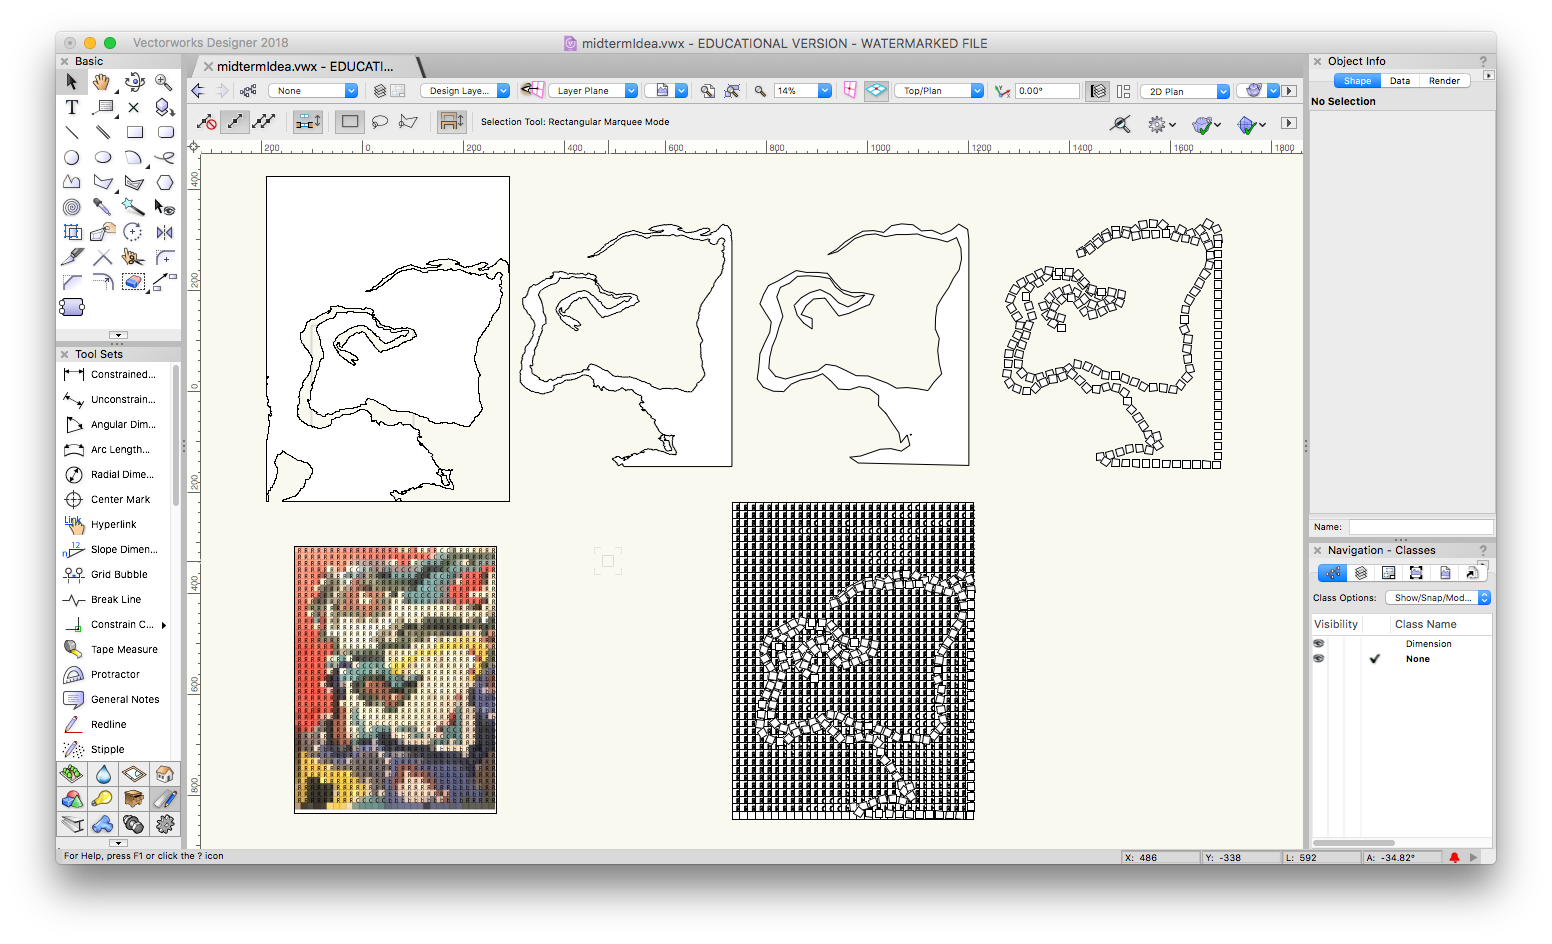 Vectorworks Designer 2018
midtermIdea.vwx - EDUCATIONAL VERSION - WATERMARKED FILE
Basic
midtermIdea.vwx - EDUCATI...
Object Info
?
None
Design Laye...
Layer Plane
14%
Top/Plan
0.00°
2D Plan
Shape
Data
Render
No Selection
Selection Tool: Rectangular Marquee Mode
200
0
200
400
600
800
1000
1200
1400
1600
1800
400
200
0
200
400
600
800
Tool Sets
Constrained...
Unconstrain...
Angular Dim...
Arc Length...
Radial Dime...
Center Mark
Link
Hyperlink
12
n
Slope Dimen...
Grid Bubble
Break Line
Constrain C...
Tape Measure
Protractor
General Notes
Redline
Stipple
Name:
Navigation - Classes
?
Class Options:
Show/Snap/Mod...
Visibility
Class Name
Dimension
None
For Help, press F1 or click the ? icon
X: 486
Y: -338
L: 592
A: -34.82°